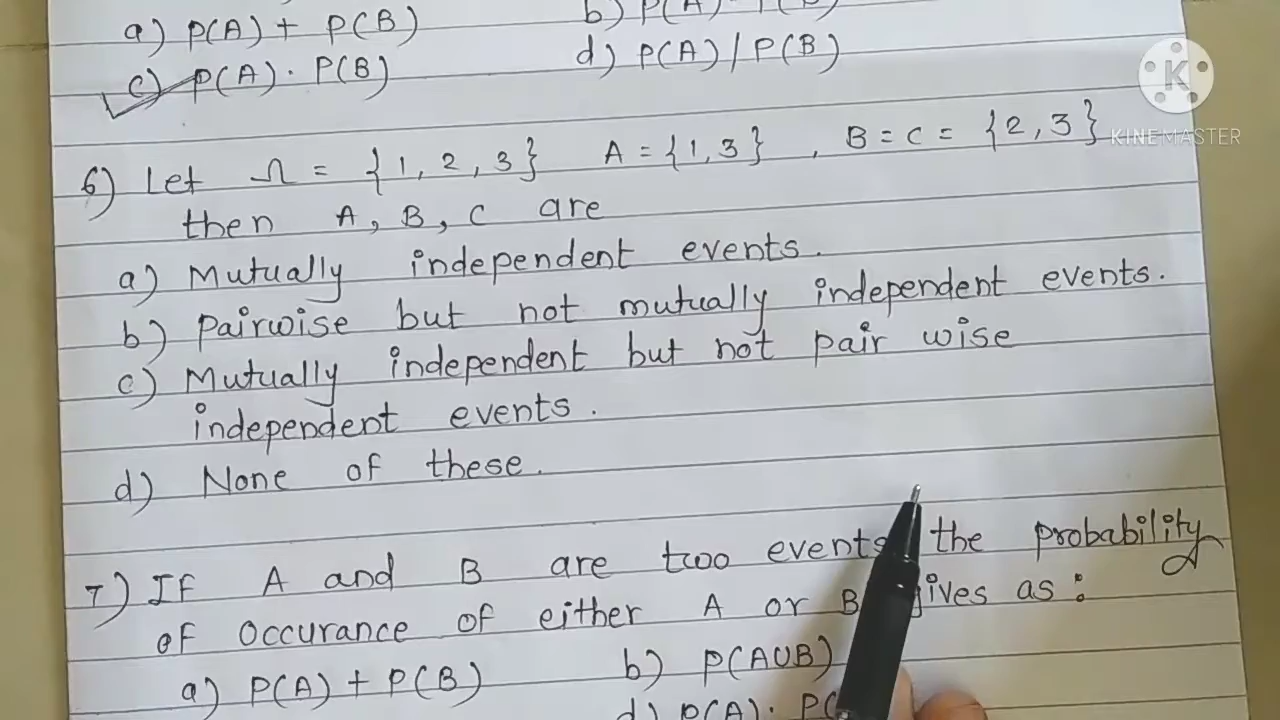 a) P(A) + P(B)
c) P(A) · P(B)
d) P(A) / P(B)
K
KINEMASTER
6) Let Ω = {1, 2, 3} A = {1, 3} , B = C = {2, 3}
then A, B, C are
a) Mutually independent events.
b) Pairwise but not mutually independent events.
c) Mutually independent but not pair wise
independent events.
d) None of these.
7) If A and B are two events the probability
of occurance of either A or B gives as :
a) P(A) + P(B)
b) P(A∪B)
d) P(A) ·